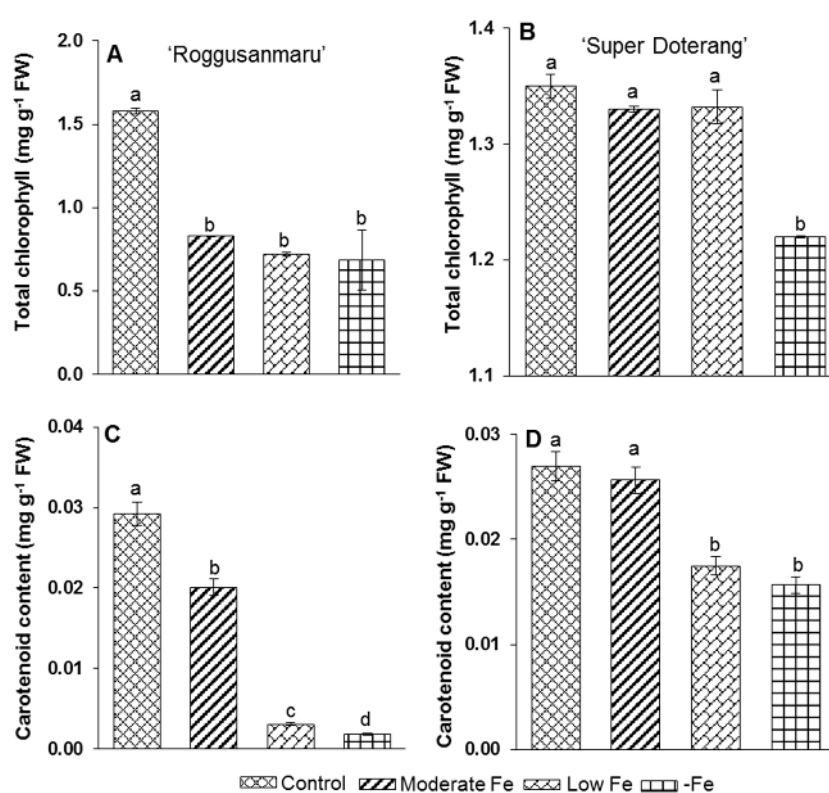 A
'Roggusanmaru'
Total chlorophyll (mg g⁻¹ FW)
2.0
1.5
1.0
0.5
0.0
a
b
b
b
B
'Super Doterang'
Total chlorophyll (mg g⁻¹ FW)
1.4
1.3
1.2
1.1
a
a
a
b
C
Carotenoid content (mg g⁻¹ FW)
0.04
0.03
0.02
0.01
0.00
a
b
c
d
D
Carotenoid content (mg g⁻¹ FW)
0.03
0.02
0.01
0.00
a
a
b
b
Control Moderate Fe Low Fe -Fe